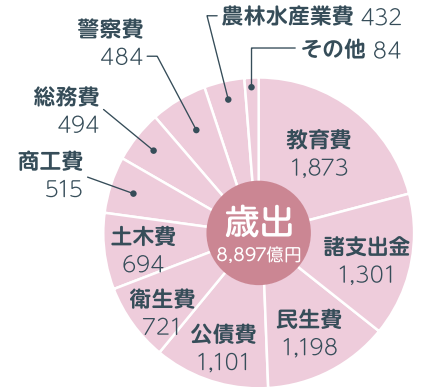 農林水産業費 432
その他 84
警察費
484
総務費
494
商工費
515
土木費
694
衛生費
721
公債費
1,101
民生費
1,198
諸支出金
1,301
教育費
1,873
歳出
8,897億円